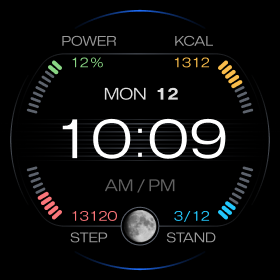 POWER KCAL
12% 1312
MON 12
10:09
AM / PM
13120 3/12
STEP STAND